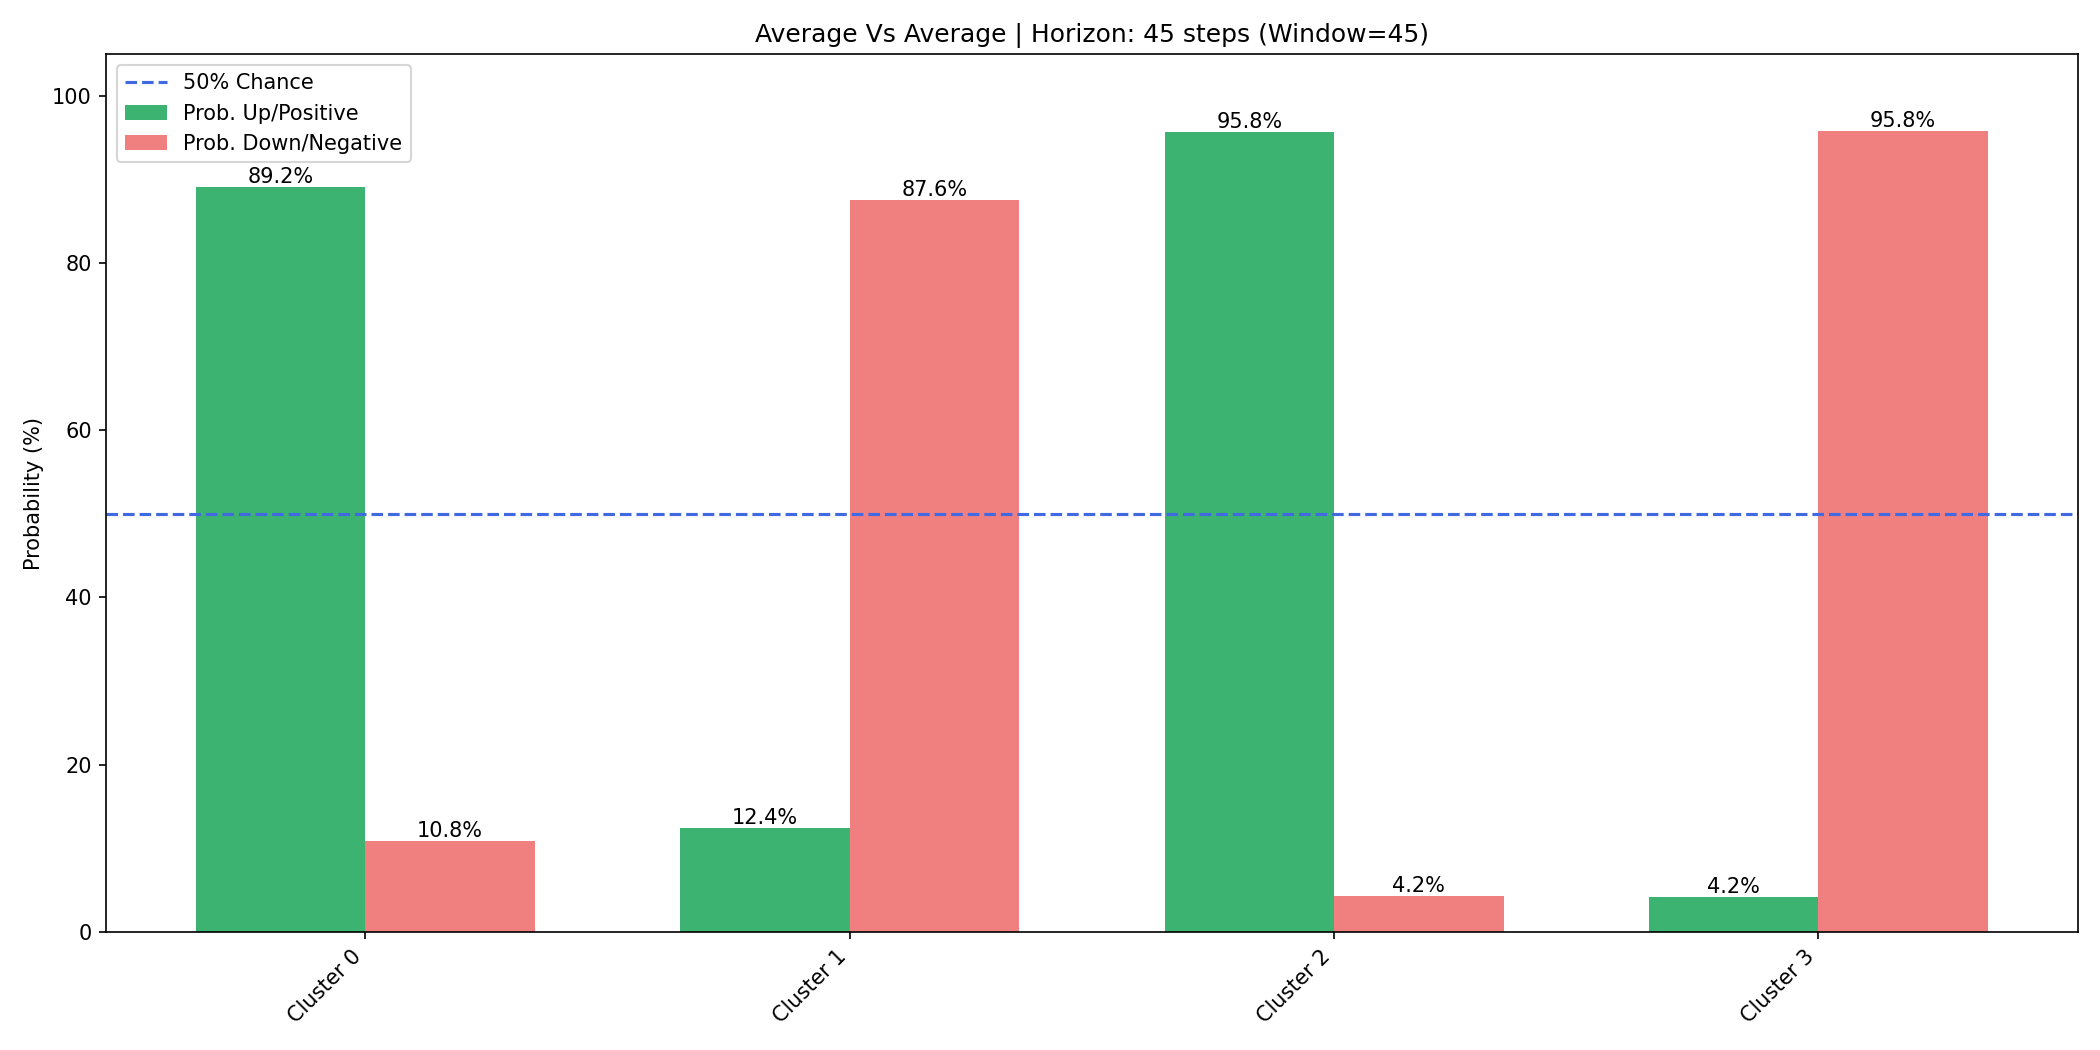 Average Vs Average | Horizon: 45 steps (Window=45)
50% Chance
Prob. Up/Positive
Prob. Down/Negative
Probability (%)
100
80
60
40
20
0
89.2%
10.8%
12.4%
87.6%
95.8%
4.2%
4.2%
95.8%
Cluster 0
Cluster 1
Cluster 2
Cluster 3